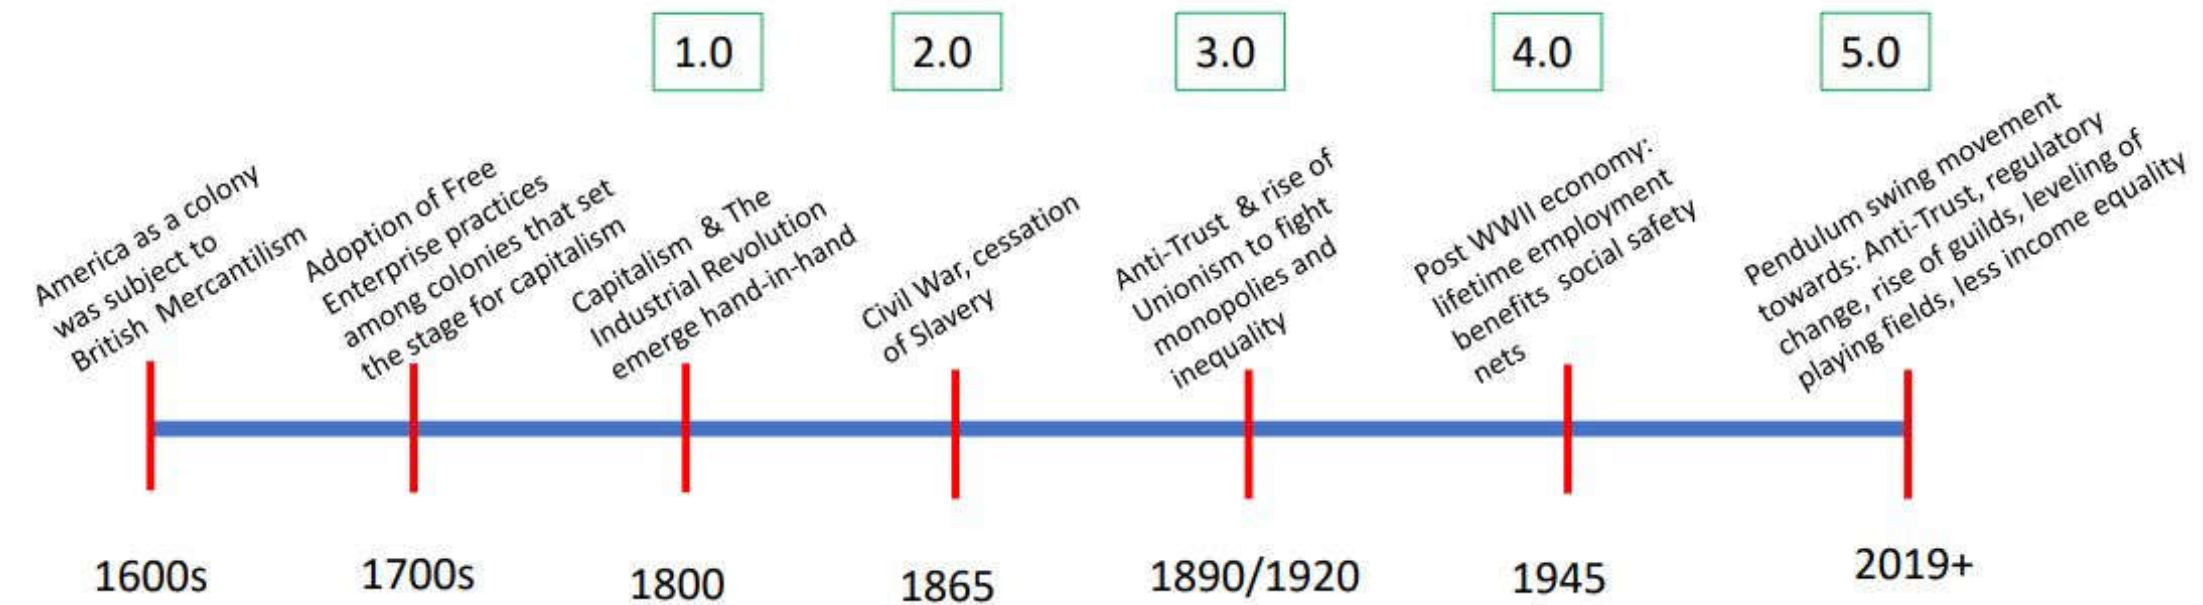 1.0
2.0
3.0
4.0
5.0
America as a colony
was subject to
British Mercantilism
Adoption of Free
Enterprise practices
among colonies that set
the stage for capitalism
Capitalism & The
Industrial Revolution
emerge hand-in-hand
Civil War, cessation
of Slavery
Anti-Trust & rise of
Unionism to fight
monopolies and
inequality
Post WWII economy:
lifetime employment
benefits social safety
nets
Pendulum swing movement
towards: Anti-Trust, regulatory
change, rise of guilds, leveling of
playing fields, less income equality
1600s
1700s
1800
1865
1890/1920
1945
2019+